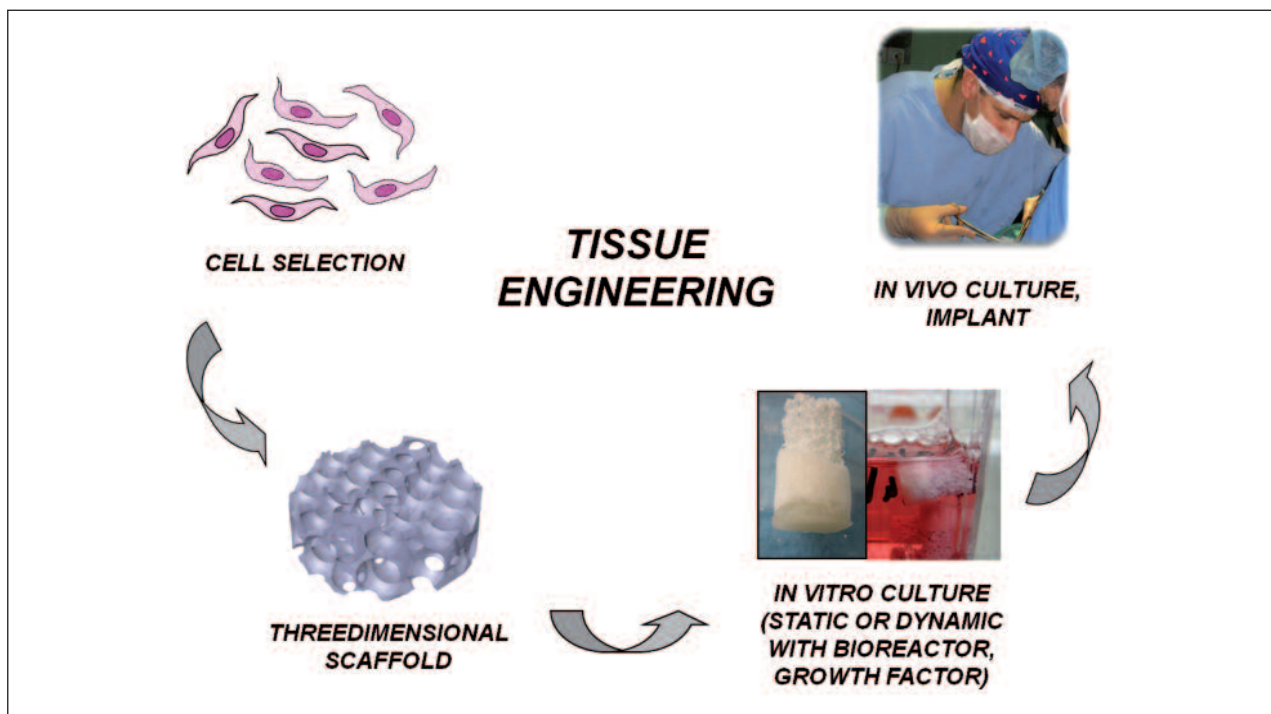 CELL SELECTION
TISSUE
ENGINEERING
IN VIVO CULTURE,
IMPLANT
THREEDIMENSIONAL
SCAFFOLD
IN VITRO CULTURE
(STATIC OR DYNAMIC
WITH BIOREACTOR,
GROWTH FACTOR)